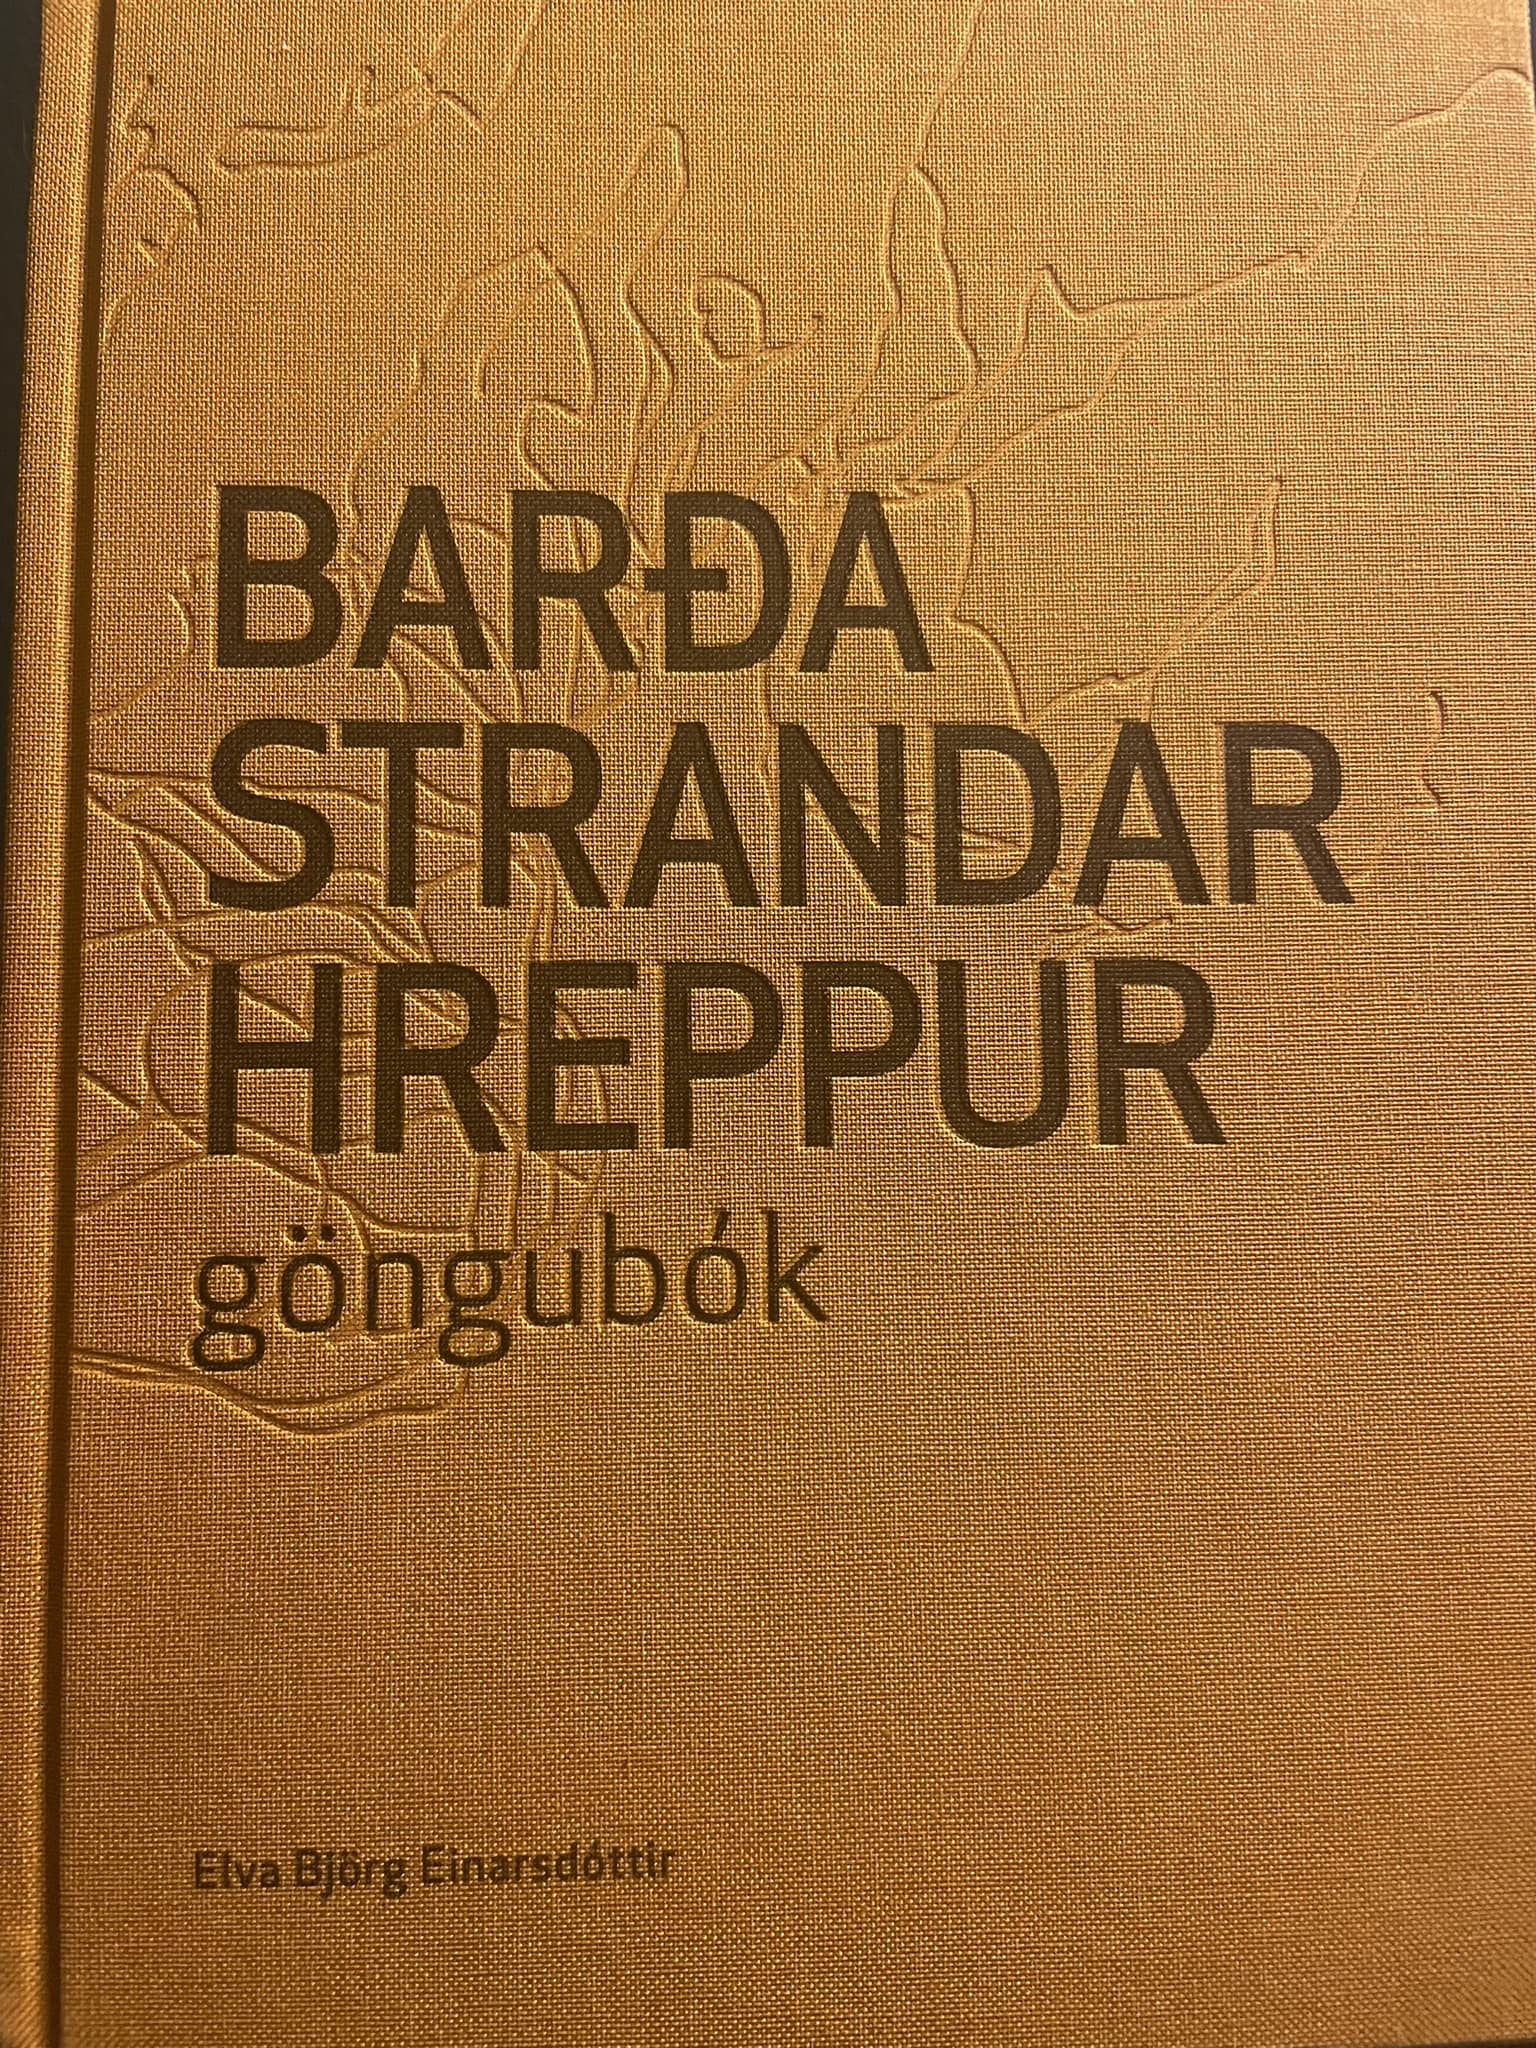 BARÐA
STRANDAR
HREPPUR
göngubók
Elva Björg Einarsdóttir